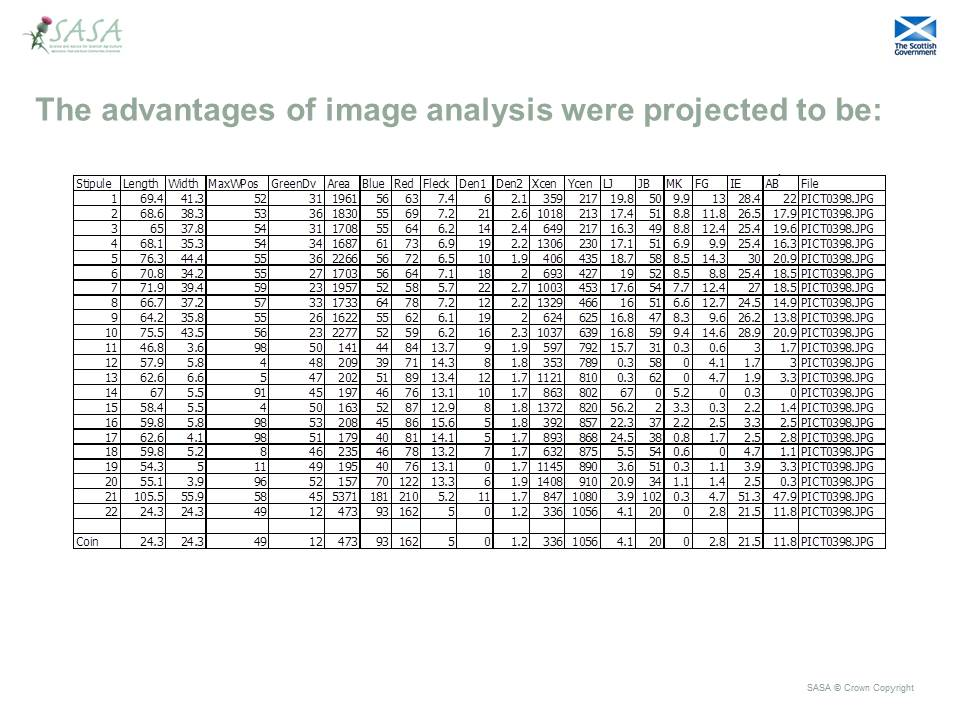 SASA
The Scottish
Government
The advantages of image analysis were projected to be:
Stipule Length Width MaxWPos GreenDv Area Blue Red Fleck Den1 Den2 Xcen Ycen LJ JB MK FG IE AB File
1 69.4 41.3 52 31 1961 56 63 7.4 6 2.1 359 217 19.8 50 9.9 13 28.4 22 PICT0398.JPG
2 68.6 38.3 53 36 1830 55 69 7.2 21 2.6 1018 213 17.4 51 8.8 11.8 26.5 17.9 PICT0398.JPG
3 65 37.8 54 31 1708 55 64 6.2 14 2.4 649 217 16.3 49 8.8 12.4 25.4 19.6 PICT0398.JPG
4 68.1 35.3 54 34 1687 61 73 6.9 19 2.2 1306 230 17.1 51 6.9 9.9 25.4 16.3 PICT0398.JPG
5 76.3 44.4 55 36 2266 56 72 6.5 10 1.9 406 435 18.7 58 8.5 14.3 30 20.9 PICT0398.JPG
6 70.8 34.2 55 27 1703 56 64 7.1 18 2 693 427 19 52 8.5 8.8 25.4 18.5 PICT0398.JPG
7 71.9 39.4 59 23 1957 52 58 5.7 22 2.7 1003 453 17.6 54 7.7 12.4 27 18.5 PICT0398.JPG
8 66.7 37.2 57 33 1733 64 78 7.2 12 2.2 1329 466 16 51 6.6 12.7 24.5 14.9 PICT0398.JPG
9 64.2 35.8 55 26 1622 55 62 6.1 19 2 624 625 16.8 47 8.3 9.6 26.2 13.8 PICT0398.JPG
10 75.5 43.5 56 23 2277 52 59 6.2 16 2.3 1037 639 16.8 59 9.4 14.6 28.9 20.9 PICT0398.JPG
11 46.8 3.6 98 50 141 44 84 13.7 9 1.9 597 792 15.7 31 0.3 0.6 3 1.7 PICT0398.JPG
12 57.9 5.8 4 48 209 39 71 14.3 8 1.8 353 789 0.3 58 0 4.1 1.7 3 PICT0398.JPG
13 62.6 6.6 5 47 202 51 89 13.4 12 1.7 1121 810 0.3 62 0 4.7 1.9 3.3 PICT0398.JPG
14 67 5.5 91 45 197 46 76 13.1 10 1.7 863 802 67 0 5.2 0 0.3 0 PICT0398.JPG
15 58.4 5.5 4 50 163 52 87 12.9 8 1.8 1372 820 56.2 2 3.3 0.3 2.2 1.4 PICT0398.JPG
16 59.8 5.8 98 53 208 45 86 15.6 5 1.8 392 857 22.3 37 2.2 2.5 3.3 2.5 PICT0398.JPG
17 62.6 4.1 98 51 179 40 81 14.1 5 1.7 893 868 24.5 38 0.8 1.7 2.5 2.8 PICT0398.JPG
18 59.8 5.2 8 46 235 46 78 13.2 7 1.7 632 875 5.5 54 0.6 0 4.7 1.1 PICT0398.JPG
19 54.3 5 11 49 195 40 76 13.1 0 1.7 1145 890 3.6 51 0.3 1.1 3.9 3.3 PICT0398.JPG
20 55.1 3.9 96 52 157 70 122 13.3 6 1.9 1408 910 20.9 34 1.1 1.4 2.5 0.3 PICT0398.JPG
21 105.5 55.9 58 45 5371 181 210 5.2 11 1.7 847 1080 3.9 102 0.3 4.7 51.3 47.9 PICT0398.JPG
22 24.3 24.3 49 12 473 93 162 5 0 1.2 336 1056 4.1 20 0 2.8 21.5 11.8 PICT0398.JPG
Coin 24.3 24.3 49 12 473 93 162 5 0 1.2 336 1056 4.1 20 0 2.8 21.5 11.8 PICT0398.JPG
SASA © Crown Copyright